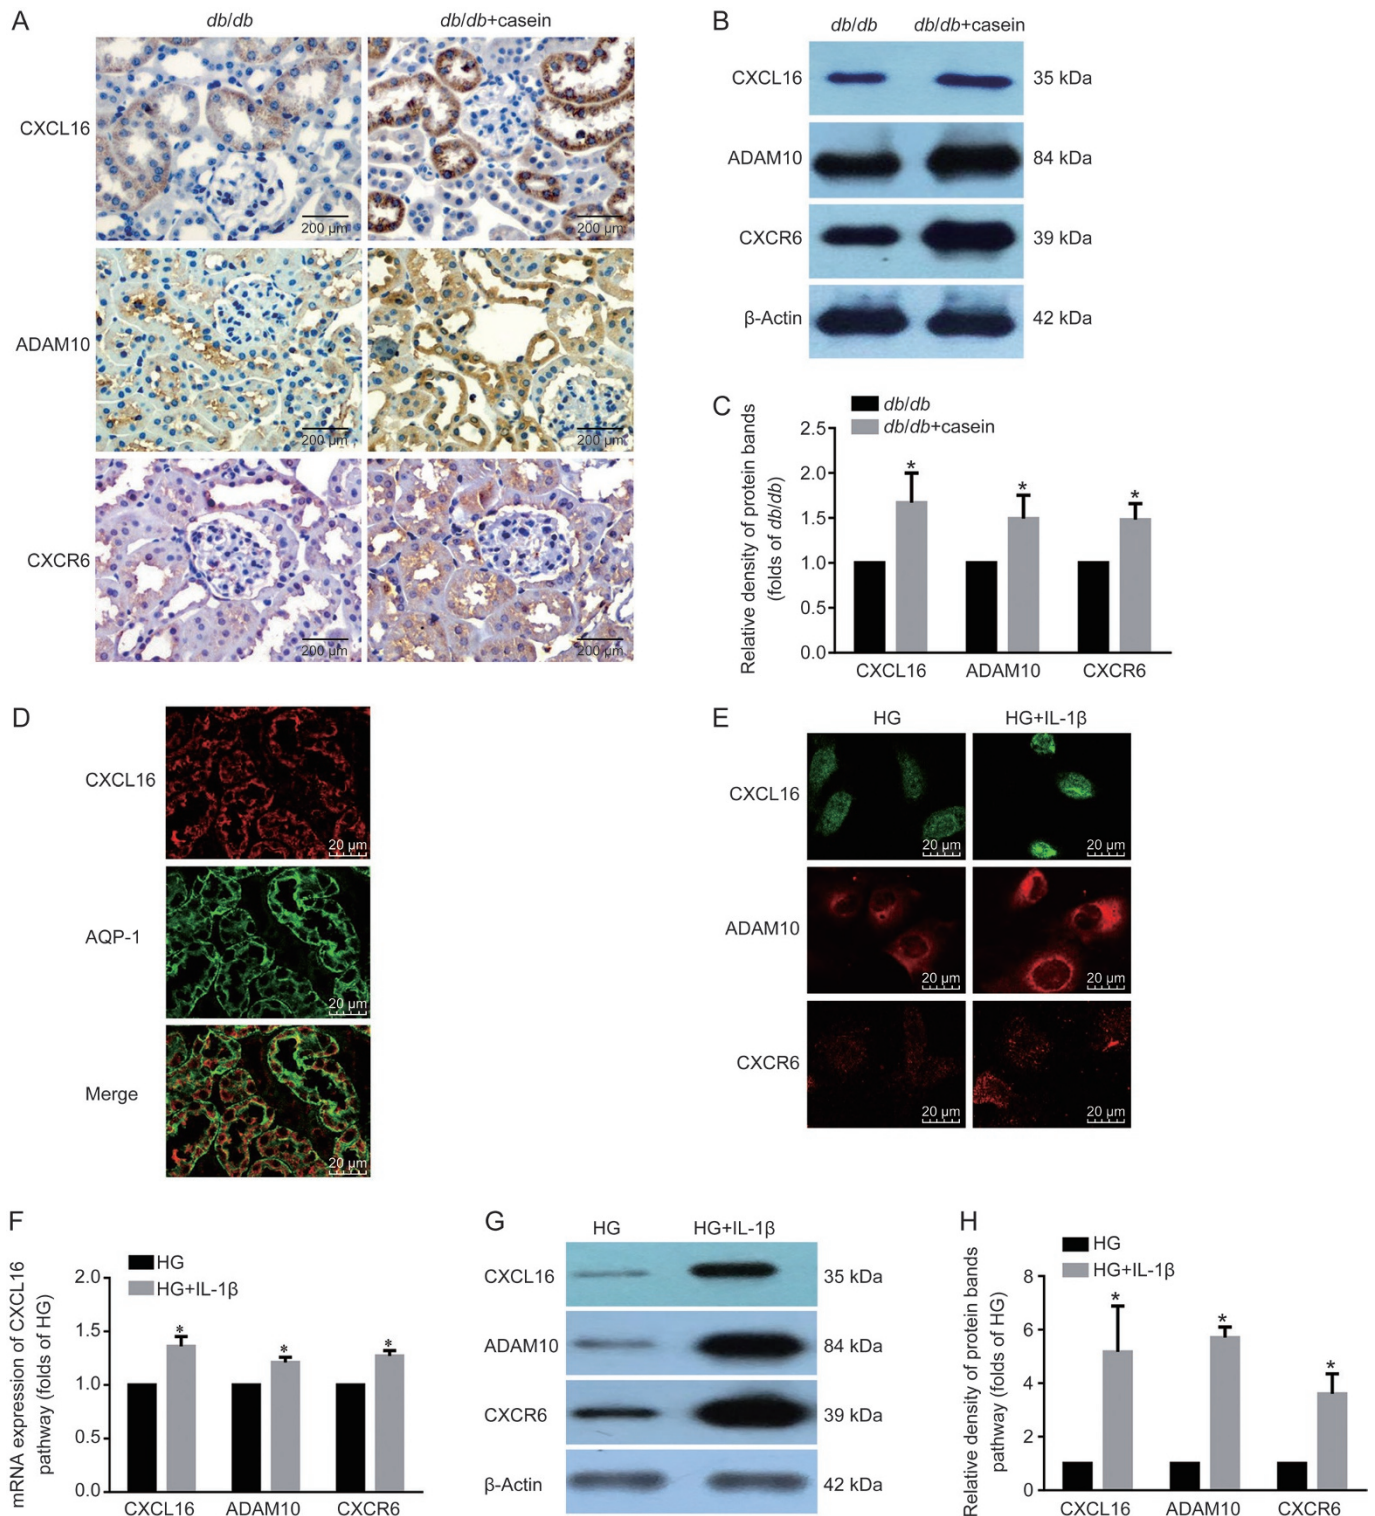 A
db/db
db/db+casein
CXCL16
200 µm
200 µm
ADAM10
200 µm
200 µm
CXCR6
200 µm
200 µm
B
db/db
db/db+casein
CXCL16
35 kDa
ADAM10
84 kDa
CXCR6
39 kDa
β-Actin
42 kDa
C
db/db
db/db+casein
Relative density of protein bands
(folds of db/db)
2.5
2.0
1.5
1.0
0.5
0.0
*
*
*
CXCL16
ADAM10
CXCR6
D
CXCL16
20 µm
AQP-1
20 µm
Merge
20 µm
E
HG
HG+IL-1β
CXCL16
20 µm
20 µm
ADAM10
20 µm
20 µm
CXCR6
20 µm
20 µm
F
HG
HG+IL-1β
mRNA expression of CXCL16
pathway (folds of HG)
2.0
1.5
1.0
0.5
0.0
*
*
*
CXCL16
ADAM10
CXCR6
G
HG
HG+IL-1β
CXCL16
35 kDa
ADAM10
84 kDa
CXCR6
39 kDa
β-Actin
42 kDa
H
HG
HG+IL-1β
Relative density of protein bands
pathway (folds of HG)
8
6
4
2
0
*
*
*
CXCL16
ADAM10
CXCR6